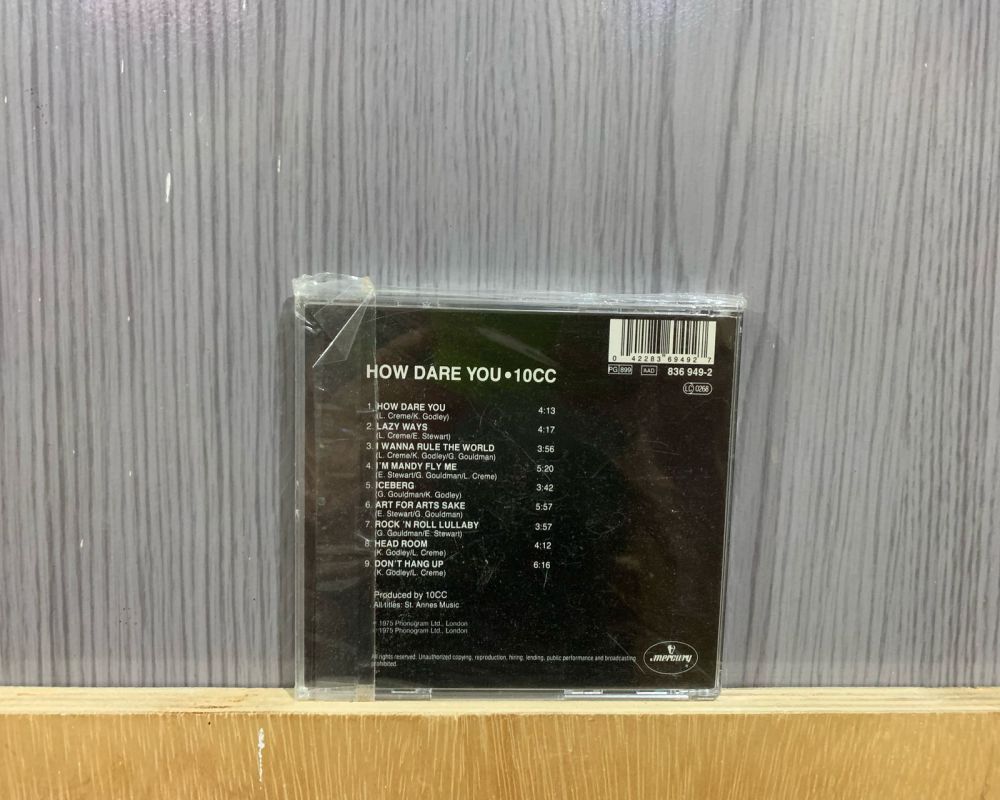 0 42283 69492 7
PG 899 AAD 836 949-2
LC 0268
HOW DARE YOU • 10CC
1. HOW DARE YOU 4:13
(L. Creme/K. Godley)
2. LAZY WAYS 4:17
(L. Creme/E. Stewart)
3. I WANNA RULE THE WORLD 3:56
(L. Creme/K. Godley/G. Gouldman)
4. I'M MANDY FLY ME 5:20
(E. Stewart/G. Gouldman/L. Creme)
5. ICEBERG 3:42
(G. Gouldman/K. Godley)
6. ART FOR ARTS SAKE 5:57
(E. Stewart/G. Gouldman)
7. ROCK 'N ROLL LULLABY 3:57
(G. Gouldman/E. Stewart)
8. HEAD ROOM 4:12
(K. Godley/L. Creme)
9. DON'T HANG UP 6:16
(K. Godley/L. Creme)
Produced by 10CC
All titles: St. Annes Music
℗ 1975 Phonogram Ltd., London
© 1975 Phonogram Ltd., London
All rights reserved. Unauthorized copying, reproduction, hiring, lending, public performance and broadcasting
prohibited.
mercury